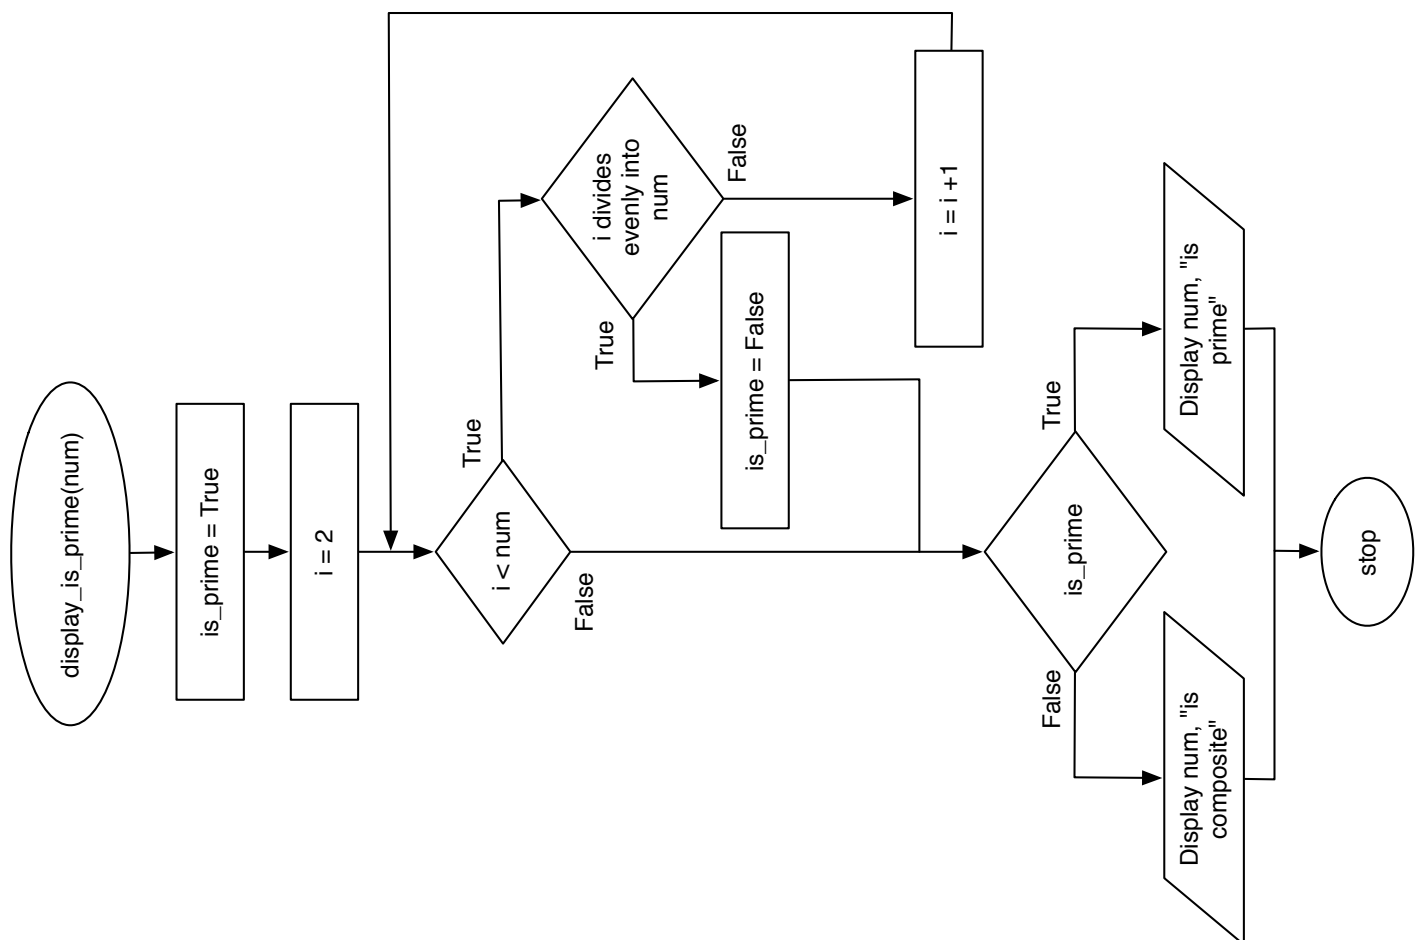 display_is_prime(num)
is_prime = True
i = 2
i < num
True
False
i divides
evenly into
num
True
False
is_prime = False
i = i +1
is_prime
True
False
Display num, "is
prime"
Display num, "is
composite"
stop